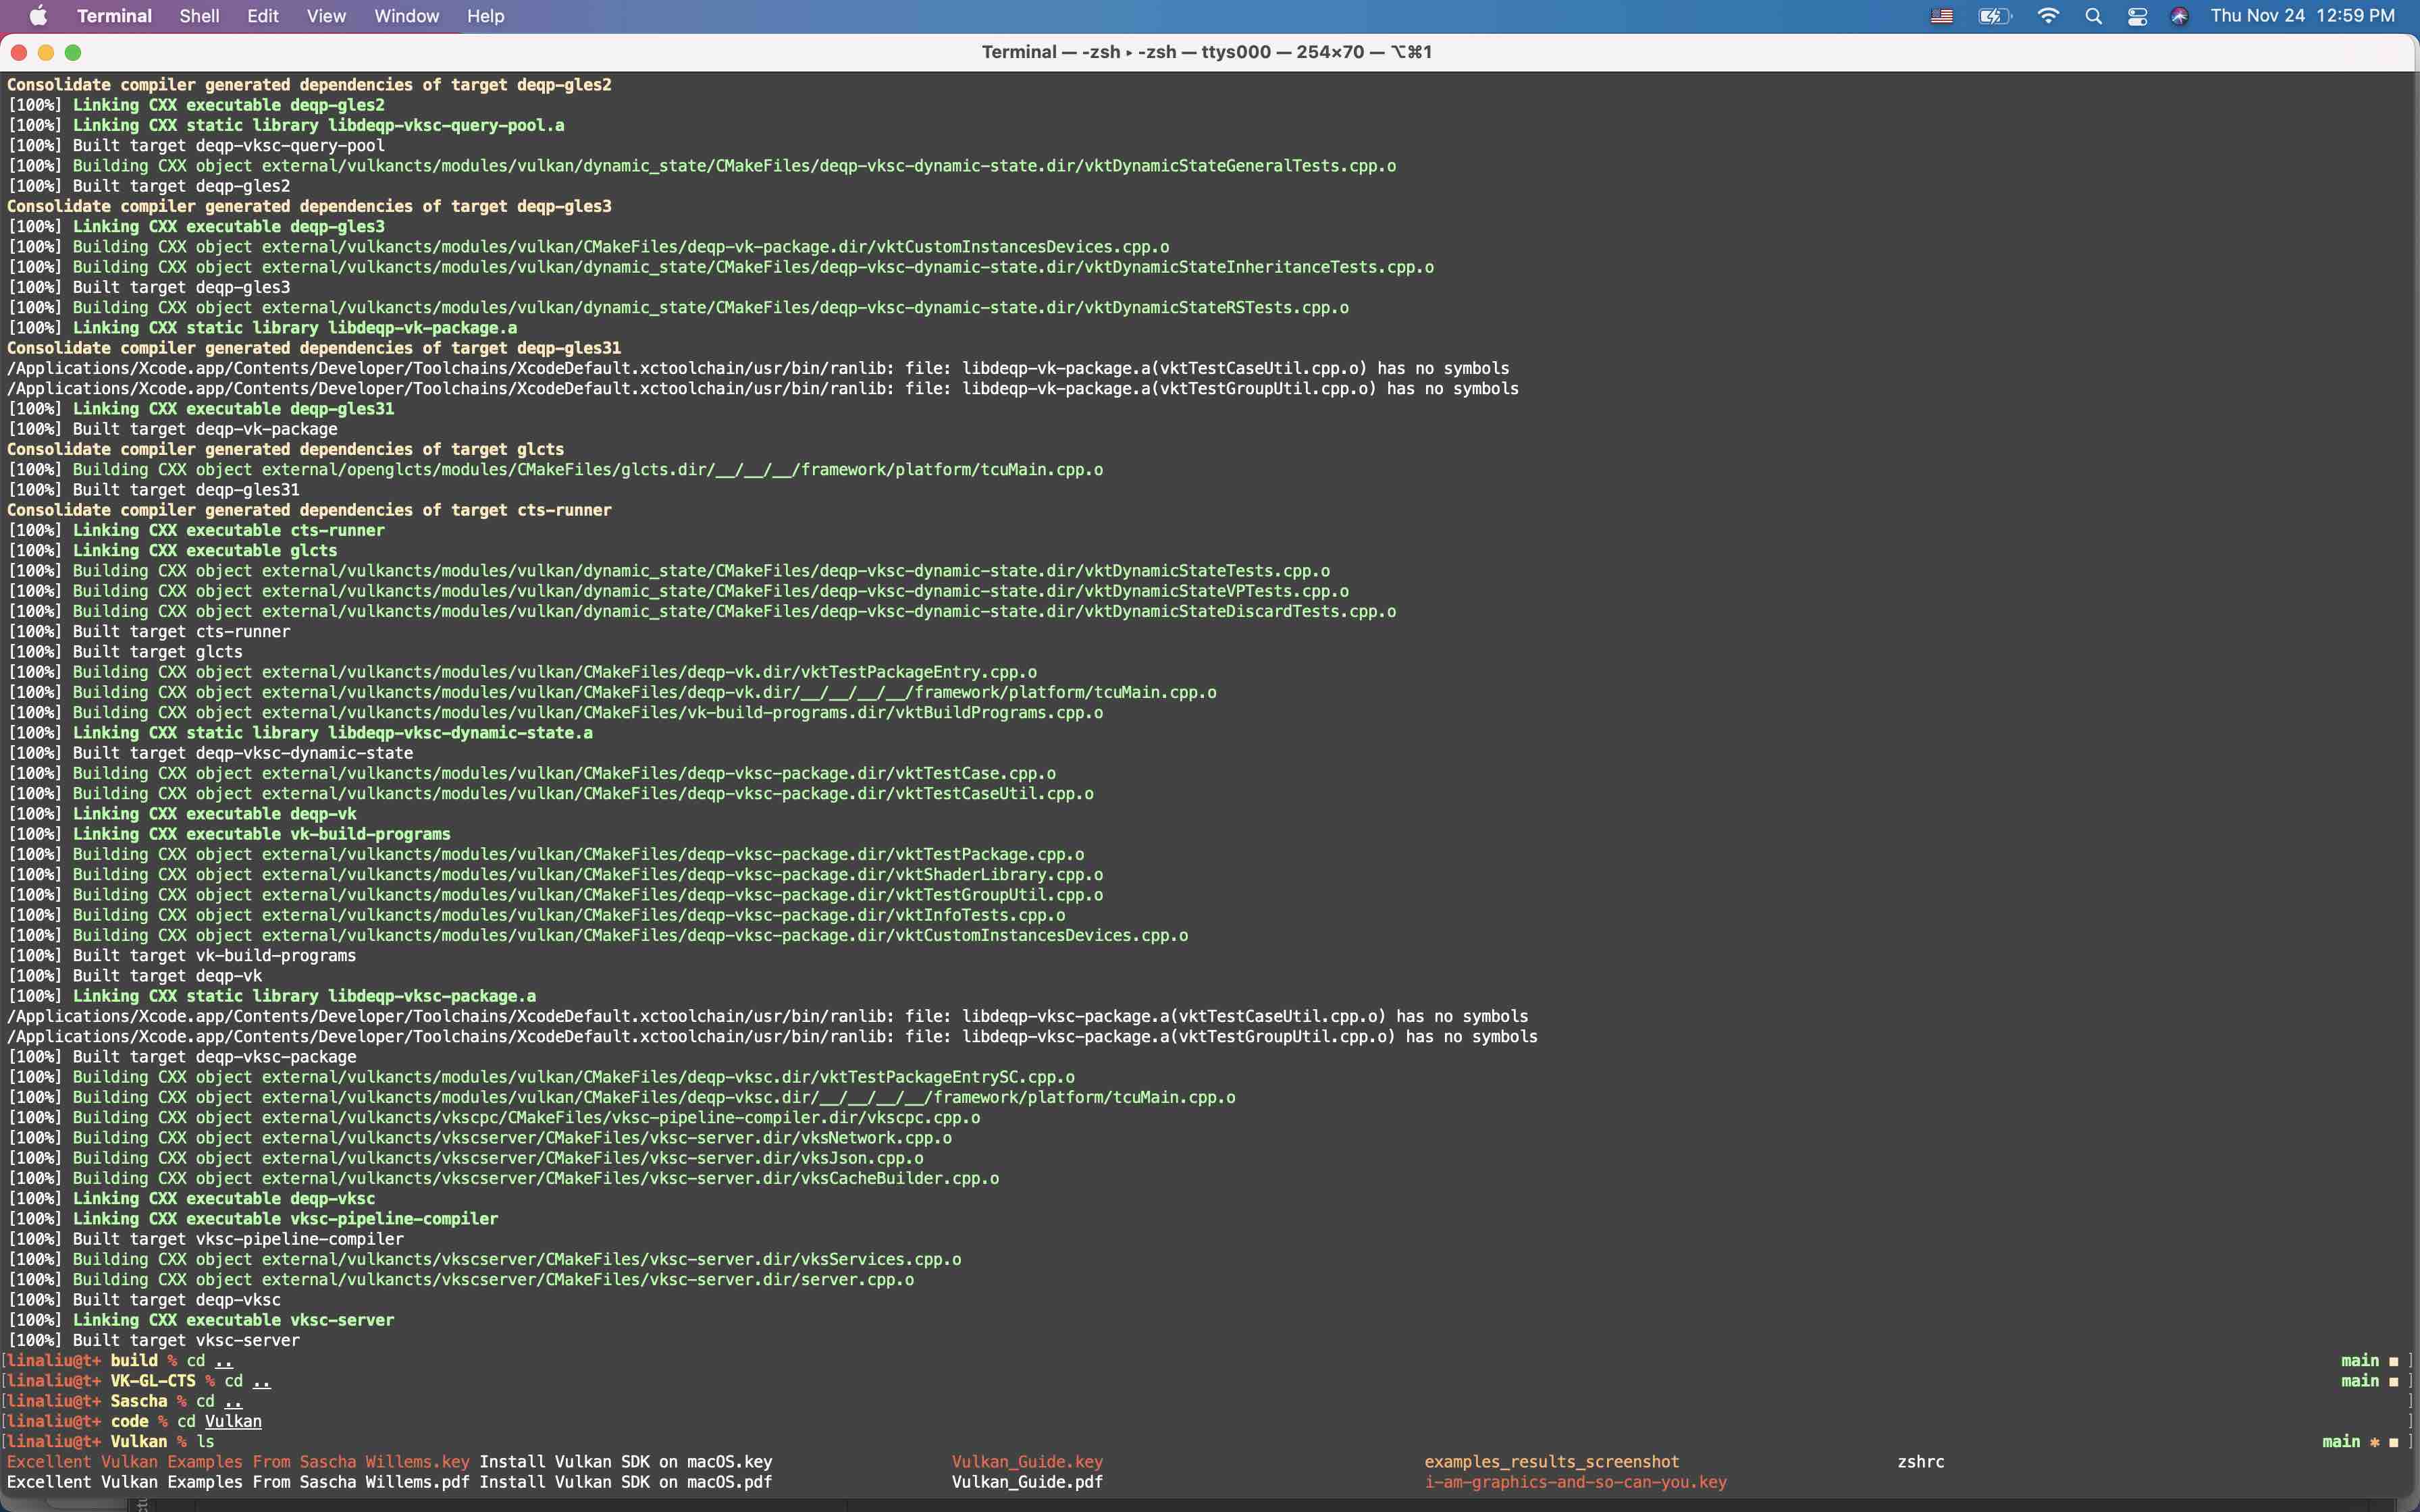 Terminal Shell Edit View Window Help Thu Nov 24 12:59 PM
Terminal — -zsh ▸ -zsh — ttys000 — 254×70 — ⌥⌘1
Consolidate compiler generated dependencies of target deqp-gles2
[100%] Linking CXX executable deqp-gles2
[100%] Linking CXX static library libdeqp-vksc-query-pool.a
[100%] Built target deqp-vksc-query-pool
[100%] Building CXX object external/vulkancts/modules/vulkan/dynamic_state/CMakeFiles/deqp-vksc-dynamic-state.dir/vktDynamicStateGeneralTests.cpp.o
[100%] Built target deqp-gles2
Consolidate compiler generated dependencies of target deqp-gles3
[100%] Linking CXX executable deqp-gles3
[100%] Building CXX object external/vulkancts/modules/vulkan/CMakeFiles/deqp-vk-package.dir/vktCustomInstancesDevices.cpp.o
[100%] Building CXX object external/vulkancts/modules/vulkan/dynamic_state/CMakeFiles/deqp-vksc-dynamic-state.dir/vktDynamicStateInheritanceTests.cpp.o
[100%] Built target deqp-gles3
[100%] Building CXX object external/vulkancts/modules/vulkan/dynamic_state/CMakeFiles/deqp-vksc-dynamic-state.dir/vktDynamicStateRSTests.cpp.o
[100%] Linking CXX static library libdeqp-vk-package.a
Consolidate compiler generated dependencies of target deqp-gles31
/Applications/Xcode.app/Contents/Developer/Toolchains/XcodeDefault.xctoolchain/usr/bin/ranlib: file: libdeqp-vk-package.a(vktTestCaseUtil.cpp.o) has no symbols
/Applications/Xcode.app/Contents/Developer/Toolchains/XcodeDefault.xctoolchain/usr/bin/ranlib: file: libdeqp-vk-package.a(vktTestGroupUtil.cpp.o) has no symbols
[100%] Linking CXX executable deqp-gles31
[100%] Built target deqp-vk-package
Consolidate compiler generated dependencies of target glcts
[100%] Building CXX object external/openglcts/modules/CMakeFiles/glcts.dir/__/__/__/framework/platform/tcuMain.cpp.o
[100%] Built target deqp-gles31
Consolidate compiler generated dependencies of target cts-runner
[100%] Linking CXX executable cts-runner
[100%] Linking CXX executable glcts
[100%] Building CXX object external/vulkancts/modules/vulkan/dynamic_state/CMakeFiles/deqp-vksc-dynamic-state.dir/vktDynamicStateTests.cpp.o
[100%] Building CXX object external/vulkancts/modules/vulkan/dynamic_state/CMakeFiles/deqp-vksc-dynamic-state.dir/vktDynamicStateVPTests.cpp.o
[100%] Building CXX object external/vulkancts/modules/vulkan/dynamic_state/CMakeFiles/deqp-vksc-dynamic-state.dir/vktDynamicStateDiscardTests.cpp.o
[100%] Built target cts-runner
[100%] Built target glcts
[100%] Building CXX object external/vulkancts/modules/vulkan/CMakeFiles/deqp-vk.dir/vktTestPackageEntry.cpp.o
[100%] Building CXX object external/vulkancts/modules/vulkan/CMakeFiles/deqp-vk.dir/__/__/__/__/framework/platform/tcuMain.cpp.o
[100%] Building CXX object external/vulkancts/modules/vulkan/CMakeFiles/vk-build-programs.dir/vktBuildPrograms.cpp.o
[100%] Linking CXX static library libdeqp-vksc-dynamic-state.a
[100%] Built target deqp-vksc-dynamic-state
[100%] Building CXX object external/vulkancts/modules/vulkan/CMakeFiles/deqp-vksc-package.dir/vktTestCase.cpp.o
[100%] Building CXX object external/vulkancts/modules/vulkan/CMakeFiles/deqp-vksc-package.dir/vktTestCaseUtil.cpp.o
[100%] Linking CXX executable deqp-vk
[100%] Linking CXX executable vk-build-programs
[100%] Building CXX object external/vulkancts/modules/vulkan/CMakeFiles/deqp-vksc-package.dir/vktTestPackage.cpp.o
[100%] Building CXX object external/vulkancts/modules/vulkan/CMakeFiles/deqp-vksc-package.dir/vktShaderLibrary.cpp.o
[100%] Building CXX object external/vulkancts/modules/vulkan/CMakeFiles/deqp-vksc-package.dir/vktTestGroupUtil.cpp.o
[100%] Building CXX object external/vulkancts/modules/vulkan/CMakeFiles/deqp-vksc-package.dir/vktInfoTests.cpp.o
[100%] Building CXX object external/vulkancts/modules/vulkan/CMakeFiles/deqp-vksc-package.dir/vktCustomInstancesDevices.cpp.o
[100%] Built target vk-build-programs
[100%] Built target deqp-vk
[100%] Linking CXX static library libdeqp-vksc-package.a
/Applications/Xcode.app/Contents/Developer/Toolchains/XcodeDefault.xctoolchain/usr/bin/ranlib: file: libdeqp-vksc-package.a(vktTestCaseUtil.cpp.o) has no symbols
/Applications/Xcode.app/Contents/Developer/Toolchains/XcodeDefault.xctoolchain/usr/bin/ranlib: file: libdeqp-vksc-package.a(vktTestGroupUtil.cpp.o) has no symbols
[100%] Built target deqp-vksc-package
[100%] Building CXX object external/vulkancts/modules/vulkan/CMakeFiles/deqp-vksc.dir/vktTestPackageEntrySC.cpp.o
[100%] Building CXX object external/vulkancts/modules/vulkan/CMakeFiles/deqp-vksc.dir/__/__/__/__/framework/platform/tcuMain.cpp.o
[100%] Building CXX object external/vulkancts/vkscpc/CMakeFiles/vksc-pipeline-compiler.dir/vkscpc.cpp.o
[100%] Building CXX object external/vulkancts/vkscserver/CMakeFiles/vksc-server.dir/vksNetwork.cpp.o
[100%] Building CXX object external/vulkancts/vkscserver/CMakeFiles/vksc-server.dir/vksJson.cpp.o
[100%] Building CXX object external/vulkancts/vkscserver/CMakeFiles/vksc-server.dir/vksCacheBuilder.cpp.o
[100%] Linking CXX executable deqp-vksc
[100%] Linking CXX executable vksc-pipeline-compiler
[100%] Built target vksc-pipeline-compiler
[100%] Building CXX object external/vulkancts/vkscserver/CMakeFiles/vksc-server.dir/vksServices.cpp.o
[100%] Building CXX object external/vulkancts/vkscserver/CMakeFiles/vksc-server.dir/server.cpp.o
[100%] Built target deqp-vksc
[100%] Linking CXX executable vksc-server
[100%] Built target vksc-server
[linaliu@t+ build % cd .. main ■ ]
[linaliu@t+ VK-GL-CTS % cd .. main ■ ]
[linaliu@t+ Sascha % cd .. ]
[linaliu@t+ code % cd Vulkan ]
[linaliu@t+ Vulkan % ls main ✱ ■ ]
Excellent Vulkan Examples From Sascha Willems.key Install Vulkan SDK on macOS.key Vulkan_Guide.key examples_results_screenshot zshrc
Excellent Vulkan Examples From Sascha Willems.pdf Install Vulkan SDK on macOS.pdf Vulkan_Guide.pdf i-am-graphics-and-so-can-you.key